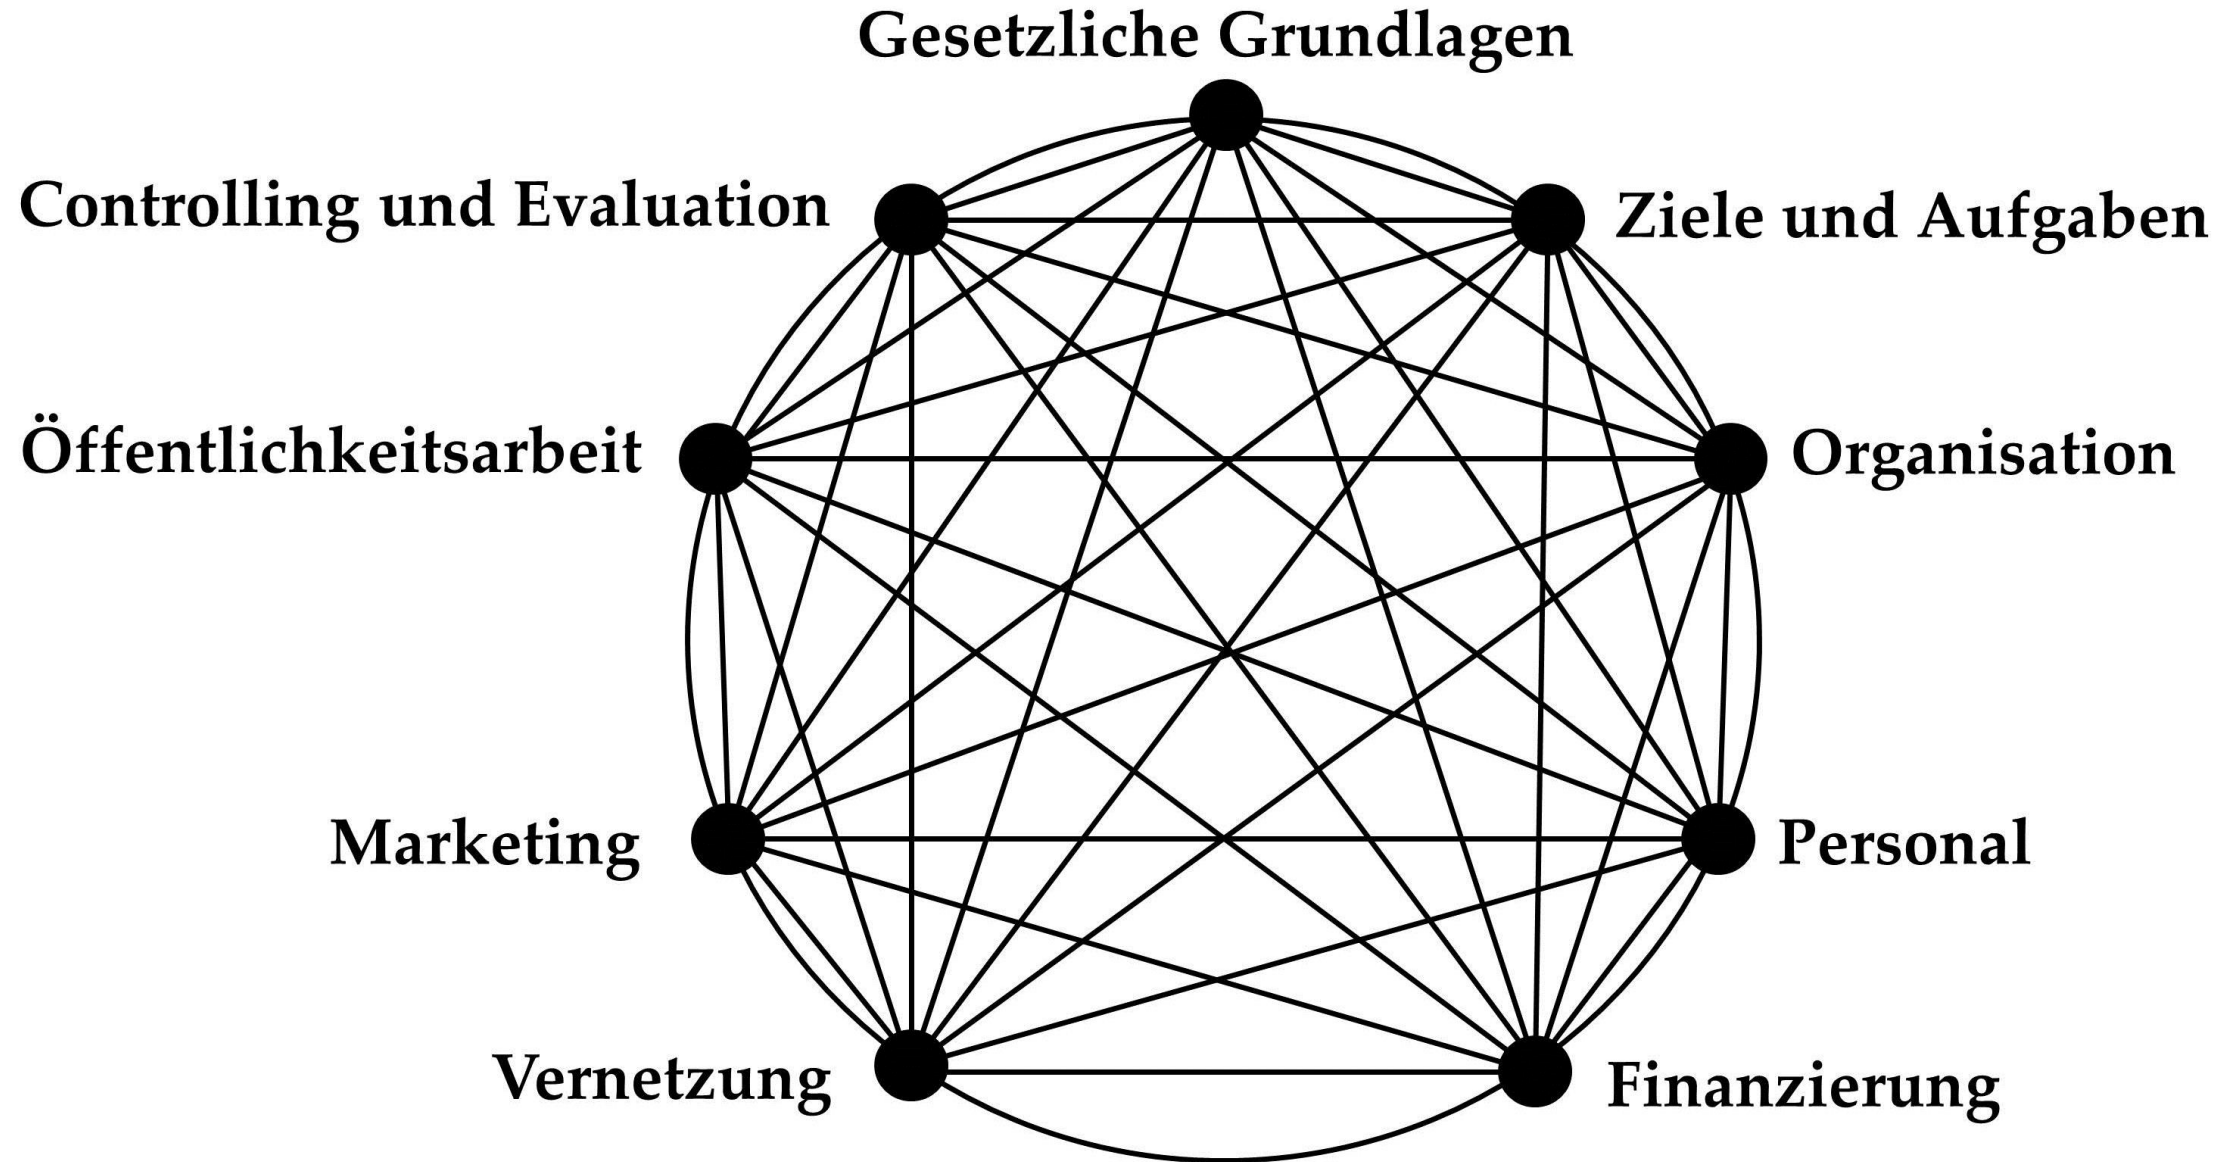 Gesetzliche Grundlagen
Controlling und Evaluation
Ziele und Aufgaben
Öffentlichkeitsarbeit
Organisation
Marketing
Personal
Vernetzung
Finanzierung